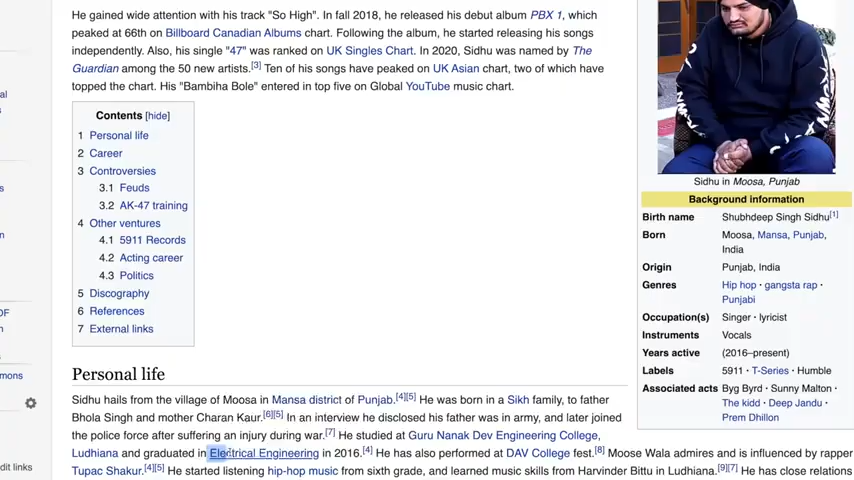 He gained wide attention with his track "So High". In fall 2018, he released his debut album PBX 1, which
peaked at 66th on Billboard Canadian Albums chart. Following the album, he started releasing his songs
independently. Also, his single "47" was ranked on UK Singles Chart. In 2020, Sidhu was named by The
Guardian among the 50 new artists.[3] Ten of his songs have peaked on UK Asian chart, two of which have
topped the chart. His "Bambiha Bole" entered in top five on Global YouTube music chart.
Contents [hide]
1 Personal life
2 Career
3 Controversies
3.1 Feuds
3.2 AK-47 training
4 Other ventures
4.1 5911 Records
4.2 Acting career
4.3 Politics
5 Discography
6 References
7 External links
Sidhu in Moosa, Punjab
Background information
Birth name Shubhdeep Singh Sidhu[1]
Born Moosa, Mansa, Punjab,
India
Origin Punjab, India
Genres Hip hop · gangsta rap ·
Punjabi
Occupation(s) Singer · lyricist
Instruments Vocals
Years active (2016–present)
Labels 5911 · T-Series · Humble
Associated acts Byg Byrd · Sunny Malton ·
The kidd · Deep Jandu ·
Prem Dhillon
Personal life
Sidhu hails from the village of Moosa in Mansa district of Punjab.[4][5] He was born in a Sikh family, to father
Bhola Singh and mother Charan Kaur.[6][5] In an interview he disclosed his father was in army, and later joined
the police force after suffering an injury during war.[7] He studied at Guru Nanak Dev Engineering College,
Ludhiana and graduated in Electrical Engineering in 2016.[4] He has also performed at DAV College fest.[8] Moose Wala admires and is influenced by rapper
Tupac Shakur.[4][5] He started listening hip-hop music from sixth grade, and learned music skills from Harvinder Bittu in Ludhiana.[9][7] He has close relations
al
s
n
OF
n
mons
dit links